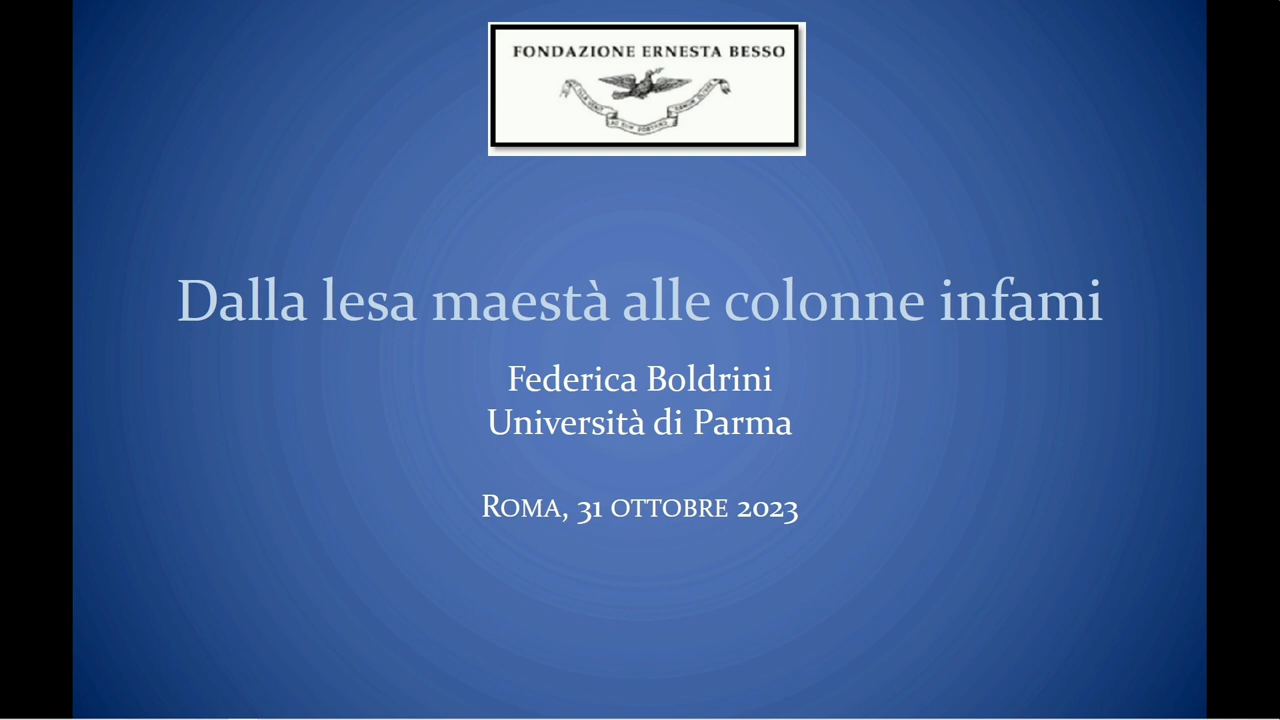 FONDAZIONE ERNESTA BESSO
Dalla lesa maestà alle colonne infami
Federica Boldrini
Università di Parma
ROMA, 31 OTTOBRE 2023